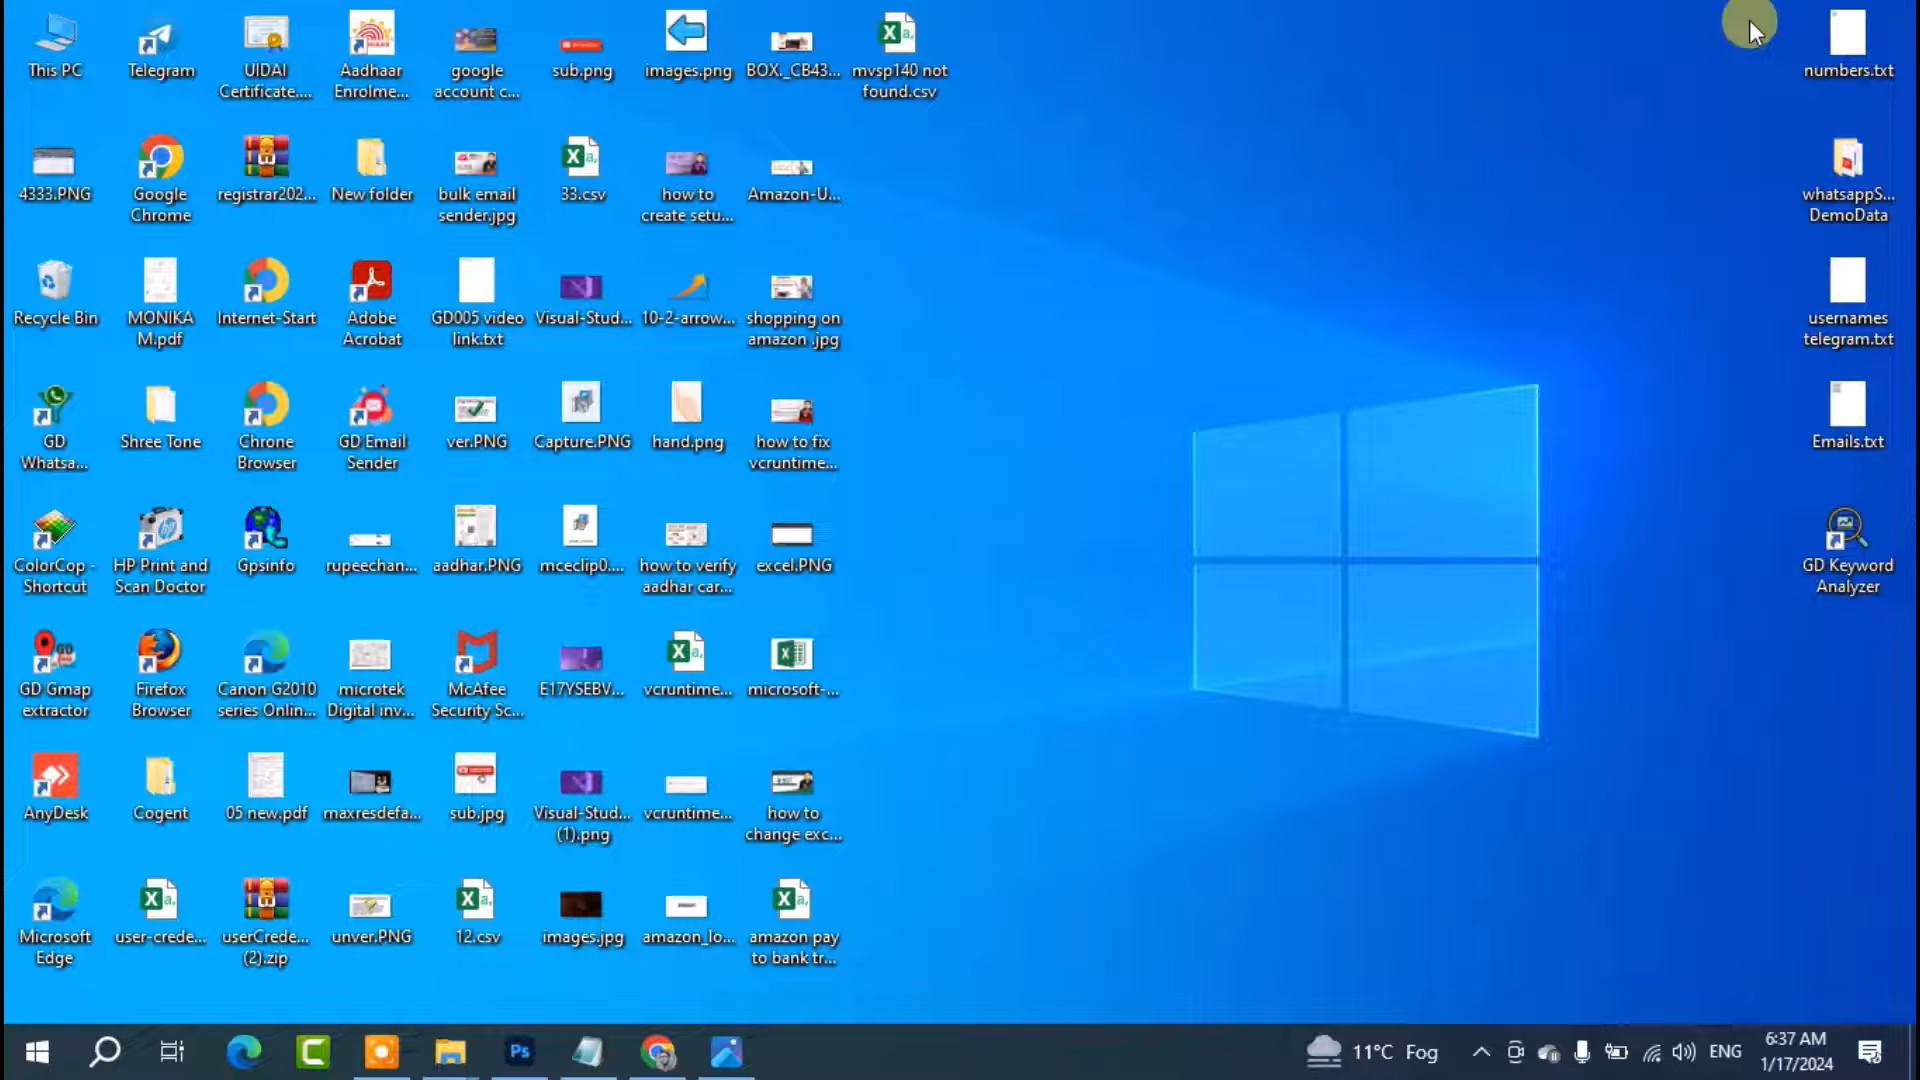 This PC
Telegram
UIDAI
Certificate....
Aadhaar
Enrolme...
google
account c...
sub.png
images.png
BOX._CB43...
mvsp140 not
found.csv
numbers.txt
4333.PNG
Google
Chrome
registrar202...
New folder
bulk email
sender.jpg
33.csv
how to
create setu...
Amazon-U...
whatsappS...
DemoData
Recycle Bin
MONIKA
M.pdf
Internet-Start
Adobe
Acrobat
GD005 video
link.txt
Visual-Stud...
10-2-arrow...
shopping on
amazon .jpg
usernames
telegram.txt
GD
Whatsa...
Shree Tone
Chrone
Browser
GD Email
Sender
ver.PNG
Capture.PNG
hand.png
how to fix
vcruntime...
Emails.txt
ColorCop -
Shortcut
HP Print and
Scan Doctor
Gpsinfo
rupeechan...
aadhar.PNG
mceclip0....
how to verify
aadhar car...
excel.PNG
GD Keyword
Analyzer
GD Gmap
extractor
Firefox
Browser
Canon G2010
series Onlin...
microtek
Digital inv...
McAfee
Security Sc...
E17YSEBV...
vcruntime...
microsoft-...
AnyDesk
Cogent
05 new.pdf
maxresdefa...
sub.jpg
Visual-Stud...
(1).png
vcruntime...
how to
change exc...
Microsoft
Edge
user-crede...
userCrede...
(2).zip
unver.PNG
12.csv
images.jpg
amazon_lo...
amazon pay
to bank tr...
Ps
11°C Fog
ENG
6:37 AM
1/17/2024